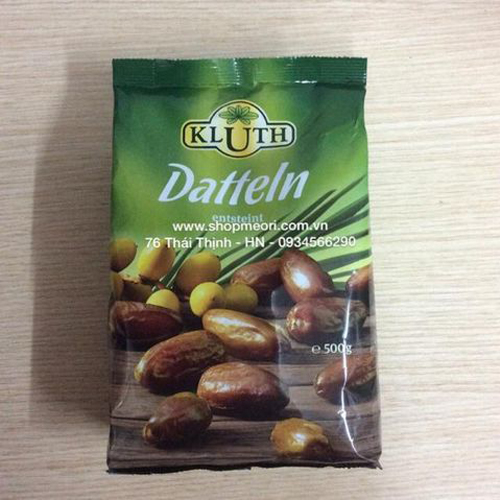 KLUTH
Datteln
entsteint
www.shopmeori.com.vn
76 Thái Thịnh - HN - 0934566290
e 500g